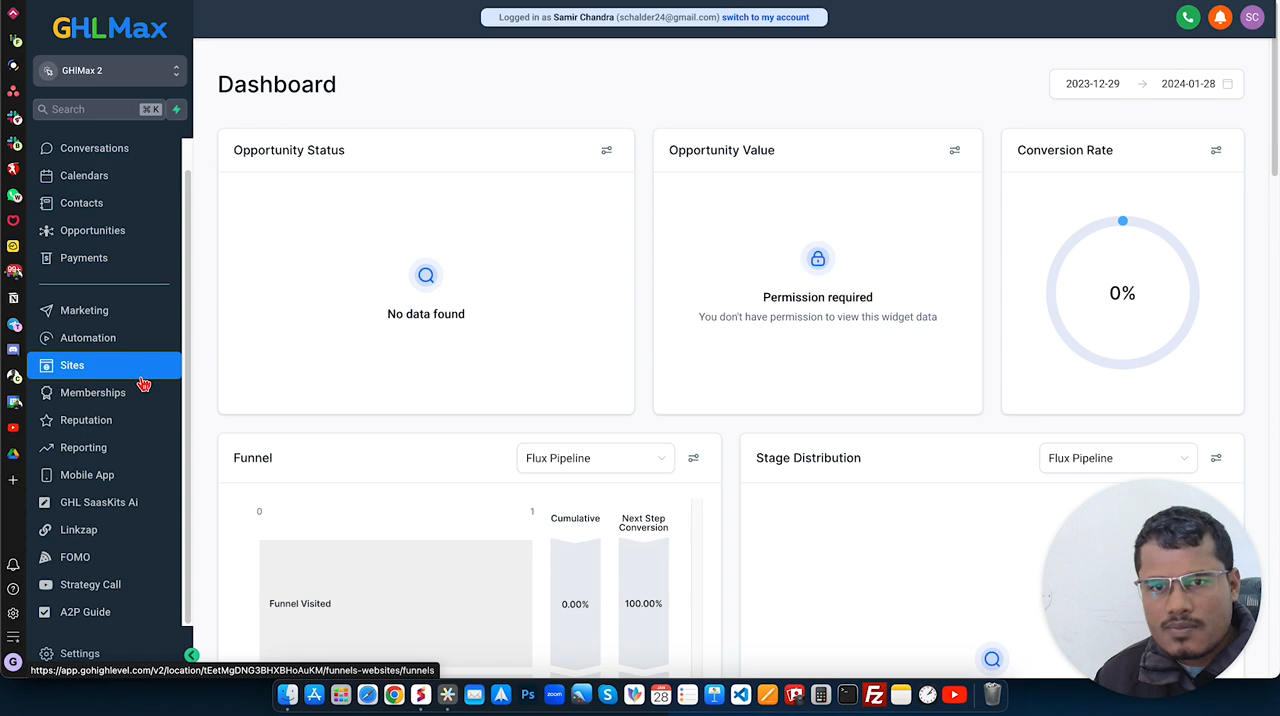 GHLMax
Logged in as Samir Chandra (schalder24@gmail.com) switch to my account
SC
GHlMax 2
Search
⌘ K
Conversations
Calendars
Contacts
Opportunities
Payments
Marketing
Automation
Sites
Memberships
Reputation
Reporting
Mobile App
GHL SaasKits Ai
Linkzap
FOMO
Strategy Call
A2P Guide
Settings
99+
G
Dashboard
2023-12-29 → 2024-01-28
Opportunity Status
No data found
Opportunity Value
Permission required
You don't have permission to view this widget data
Conversion Rate
0%
Funnel
Flux Pipeline
0
1
Cumulative
Next Step
Conversion
Funnel Visited
0.00%
100.00%
Stage Distribution
Flux Pipeline
https://app.gohighlevel.com/v2/location/tEetMgDNG3BHXBHoAuKM/funnels-websites/funnels
Ps
zoom
28
FZ